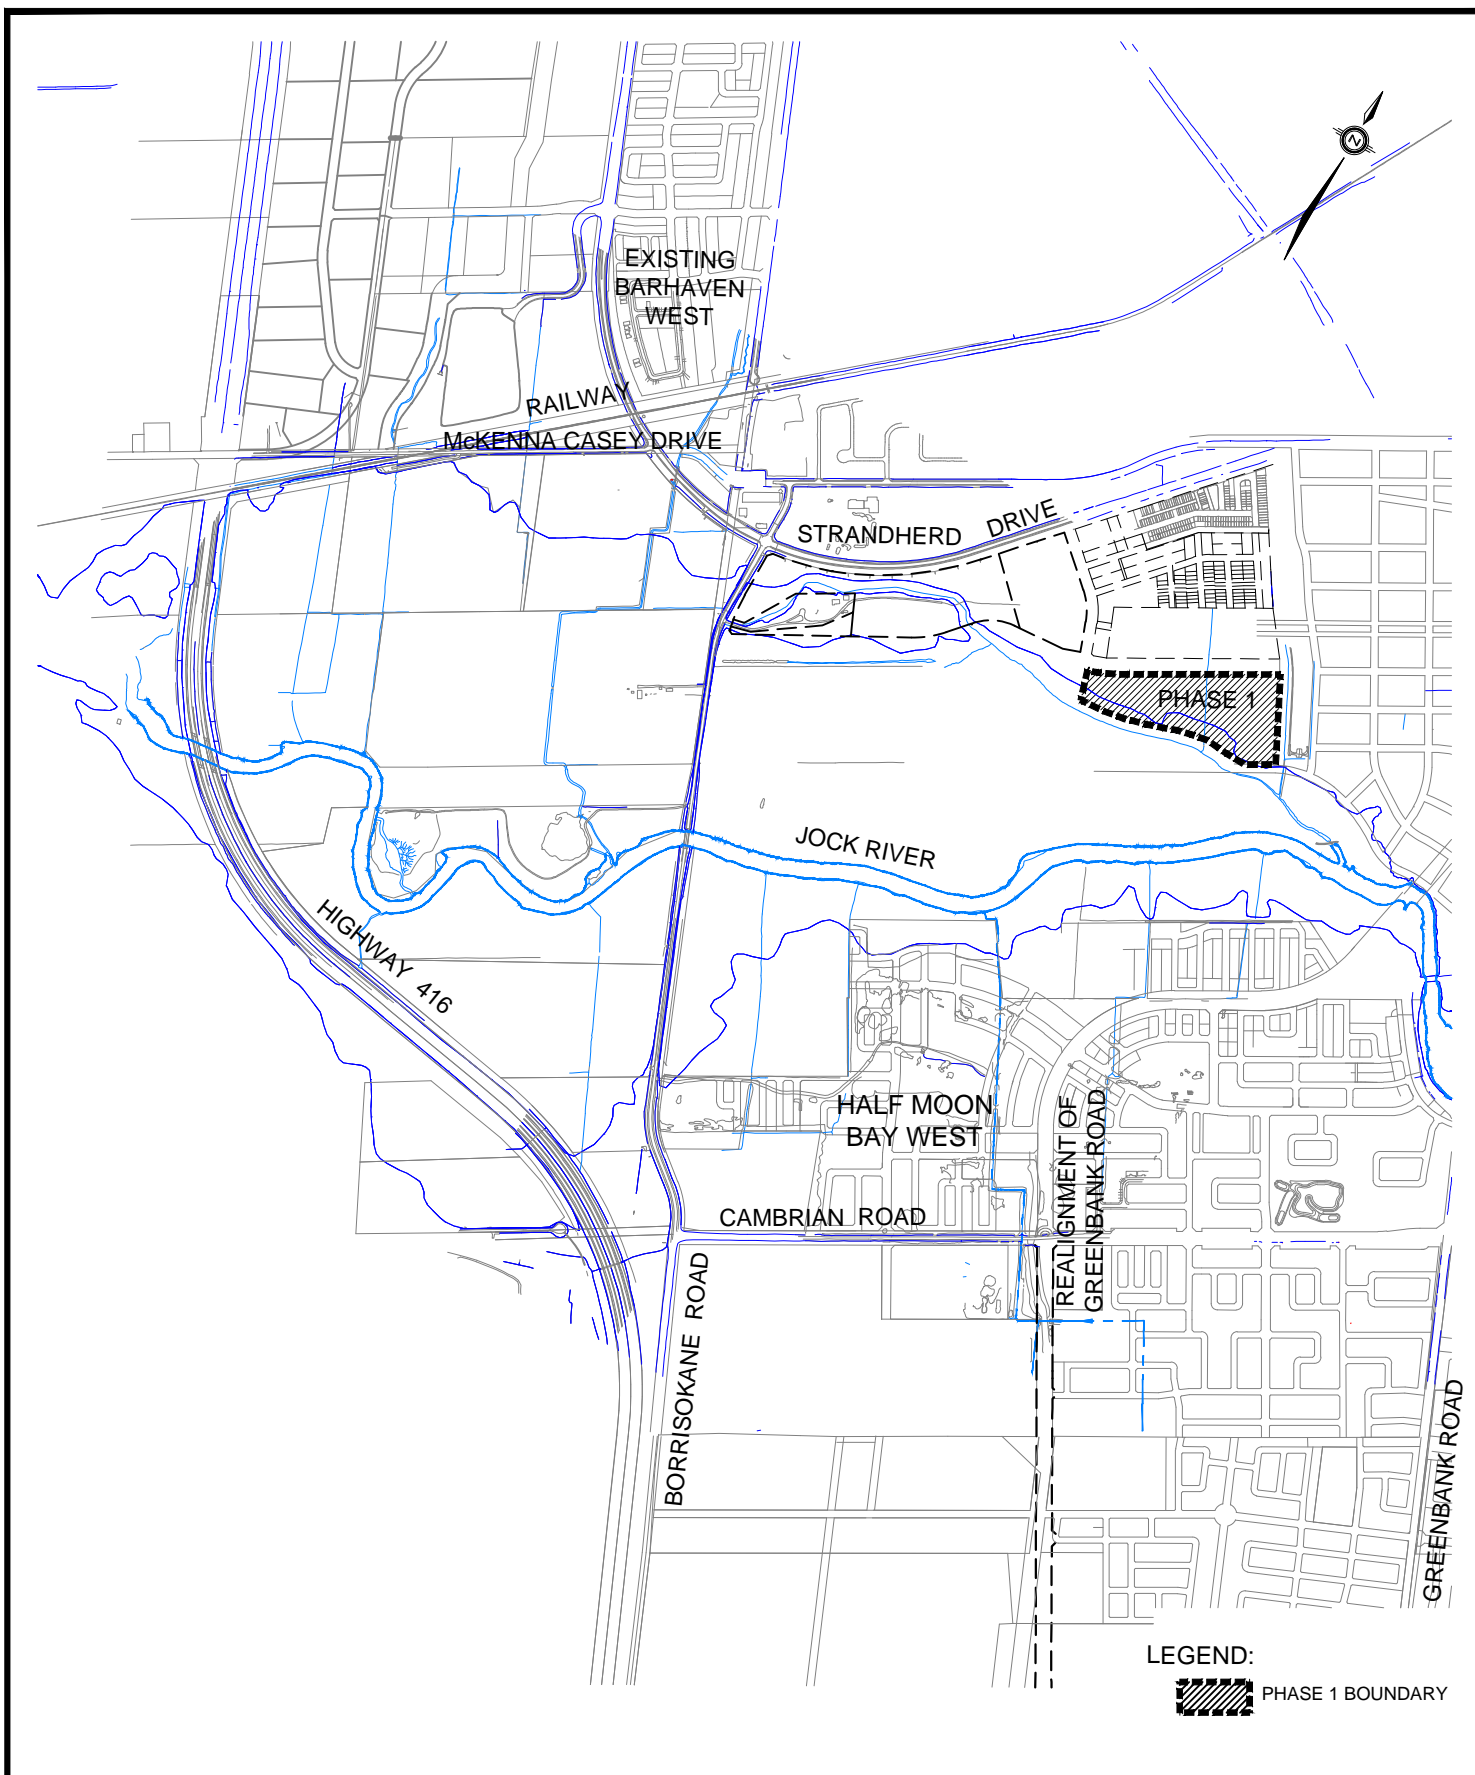 N
EXISTING
BARHAVEN
WEST
RAILWAY
McKENNA CASEY DRIVE
STRANDHERD DRIVE
PHASE 1
JOCK RIVER
HIGHWAY 416
HALF MOON
BAY WEST
REALIGNMENT OF
GREENBANK ROAD
CAMBRIAN ROAD
BORRISOKANE ROAD
GREENBANK ROAD
LEGEND:
PHASE 1 BOUNDARY